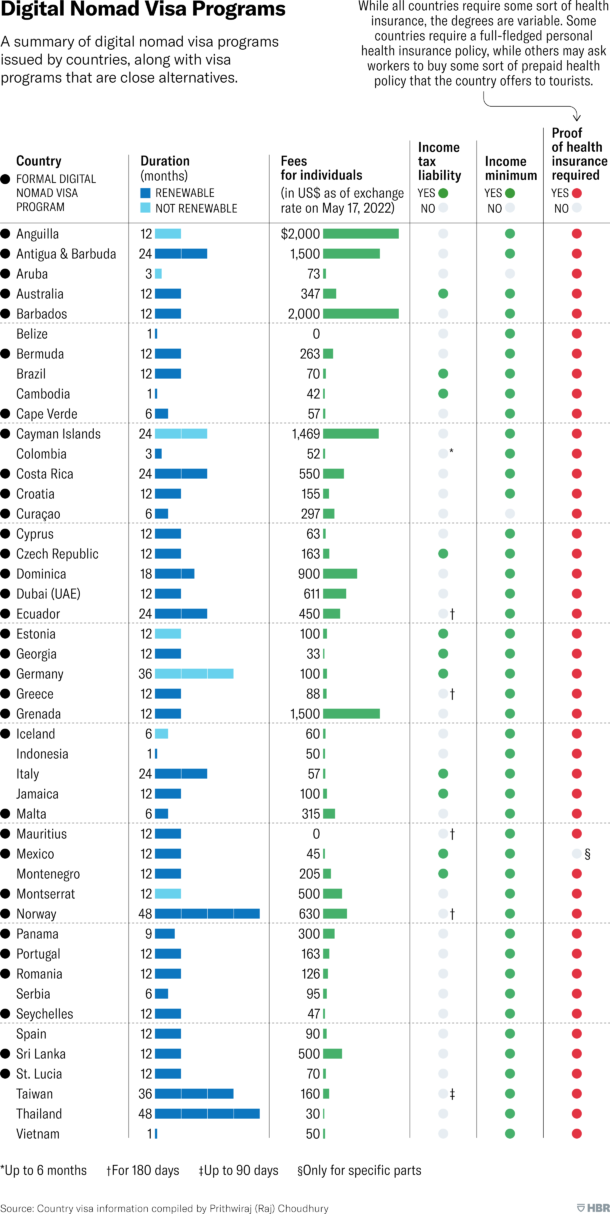 Digital Nomad Visa Programs
A summary of digital nomad visa programs
issued by countries, along with visa
programs that are close alternatives.
While all countries require some sort of health
insurance, the degrees are variable. Some
countries require a full-fledged personal
health insurance policy, while others may ask
workers to buy some sort of prepaid health
policy that the country offers to tourists.
Country
FORMAL DIGITAL
NOMAD VISA
PROGRAM
Duration
(months)
RENEWABLE
NOT RENEWABLE
Fees
for individuals
(in US$ as of exchange
rate on May 17, 2022)
Income
tax
liability
YES
NO
Income
minimum
YES
NO
Proof
of health
insurance
required
YES
NO
Anguilla 12 $2,000
Antigua & Barbuda 24 1,500
Aruba 3 73
Australia 12 347
Barbados 12 2,000
Belize 1 0
Bermuda 12 263
Brazil 12 70
Cambodia 1 42
Cape Verde 6 57
Cayman Islands 24 1,469
Colombia 3 52 *
Costa Rica 24 550
Croatia 12 155
Curaçao 6 297
Cyprus 12 63
Czech Republic 12 163
Dominica 18 900
Dubai (UAE) 12 611
Ecuador 24 450 †
Estonia 12 100
Georgia 12 33
Germany 36 100
Greece 12 88 †
Grenada 12 1,500
Iceland 6 60
Indonesia 1 50
Italy 24 57
Jamaica 12 100
Malta 6 315
Mauritius 12 0 †
Mexico 12 45 §
Montenegro 12 205
Montserrat 12 500
Norway 48 630 †
Panama 9 300
Portugal 12 163
Romania 12 126
Serbia 6 95
Seychelles 12 47
Spain 12 90
Sri Lanka 12 500
St. Lucia 12 70
Taiwan 36 160 ‡
Thailand 48 30
Vietnam 1 50
*Up to 6 months †For 180 days ‡Up to 90 days §Only for specific parts
Source: Country visa information compiled by Prithwiraj (Raj) Choudhury
HBR